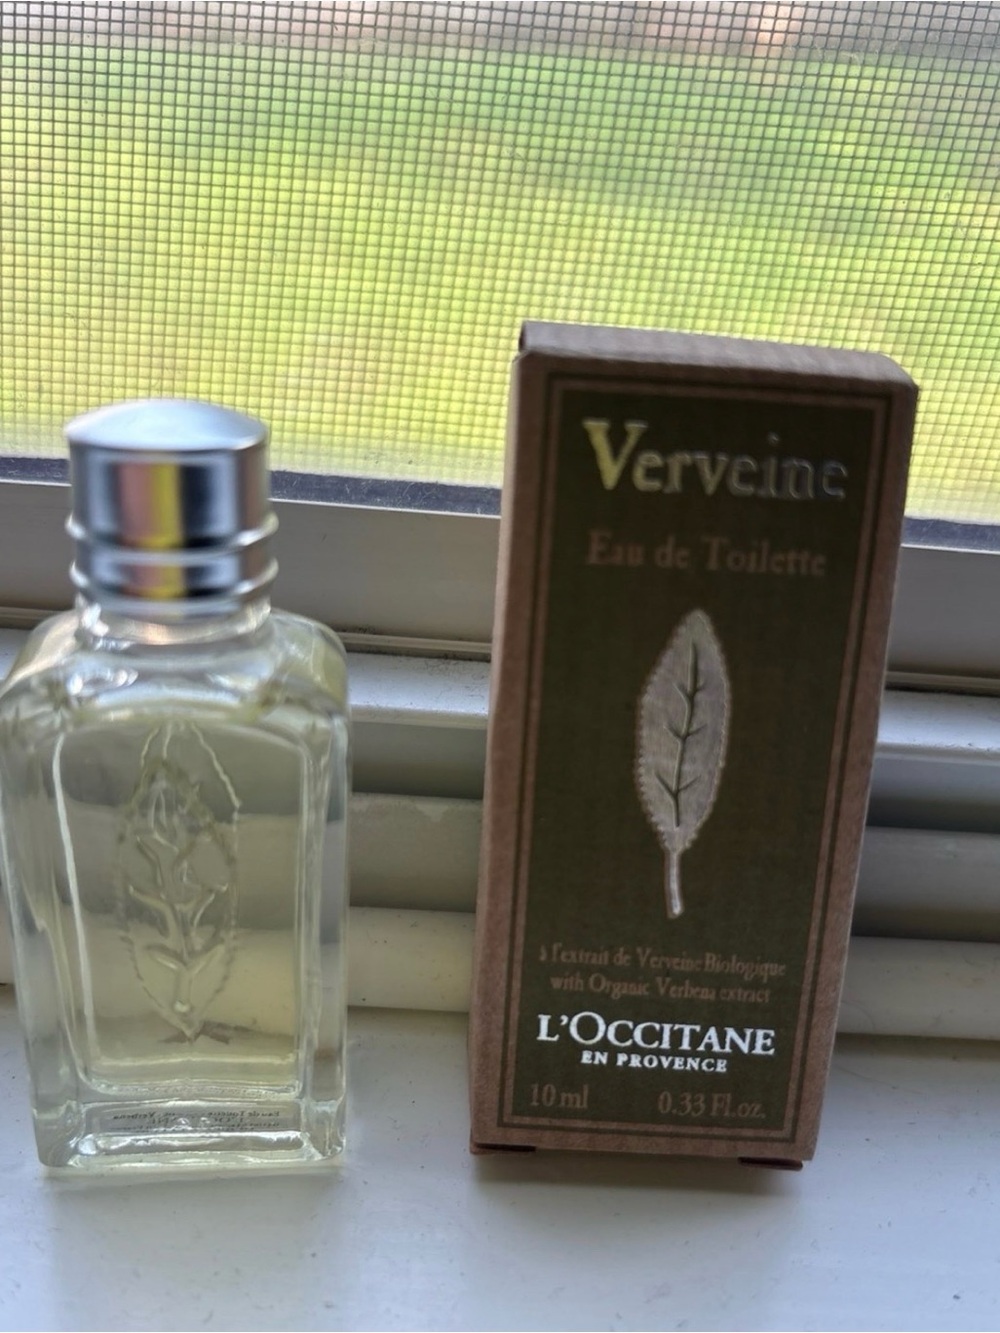 Verveine
Eau de Toilette
à l'extrait de Verveine Biologique
with Organic Verbena extract
L'OCCITANE
EN PROVENCE
10 ml 0.33 Fl.oz.